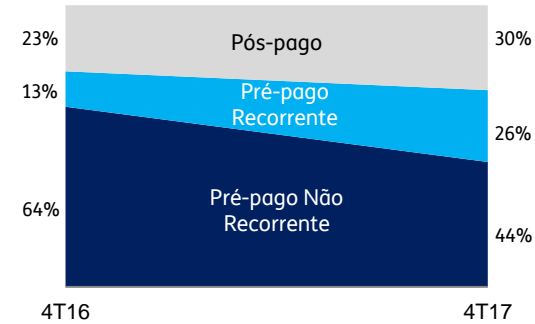 23%
Pós-pago
30%
13%
Pré-pago
Recorrente
26%
64%
Pré-pago Não
Recorrente
44%
4T16
4T17